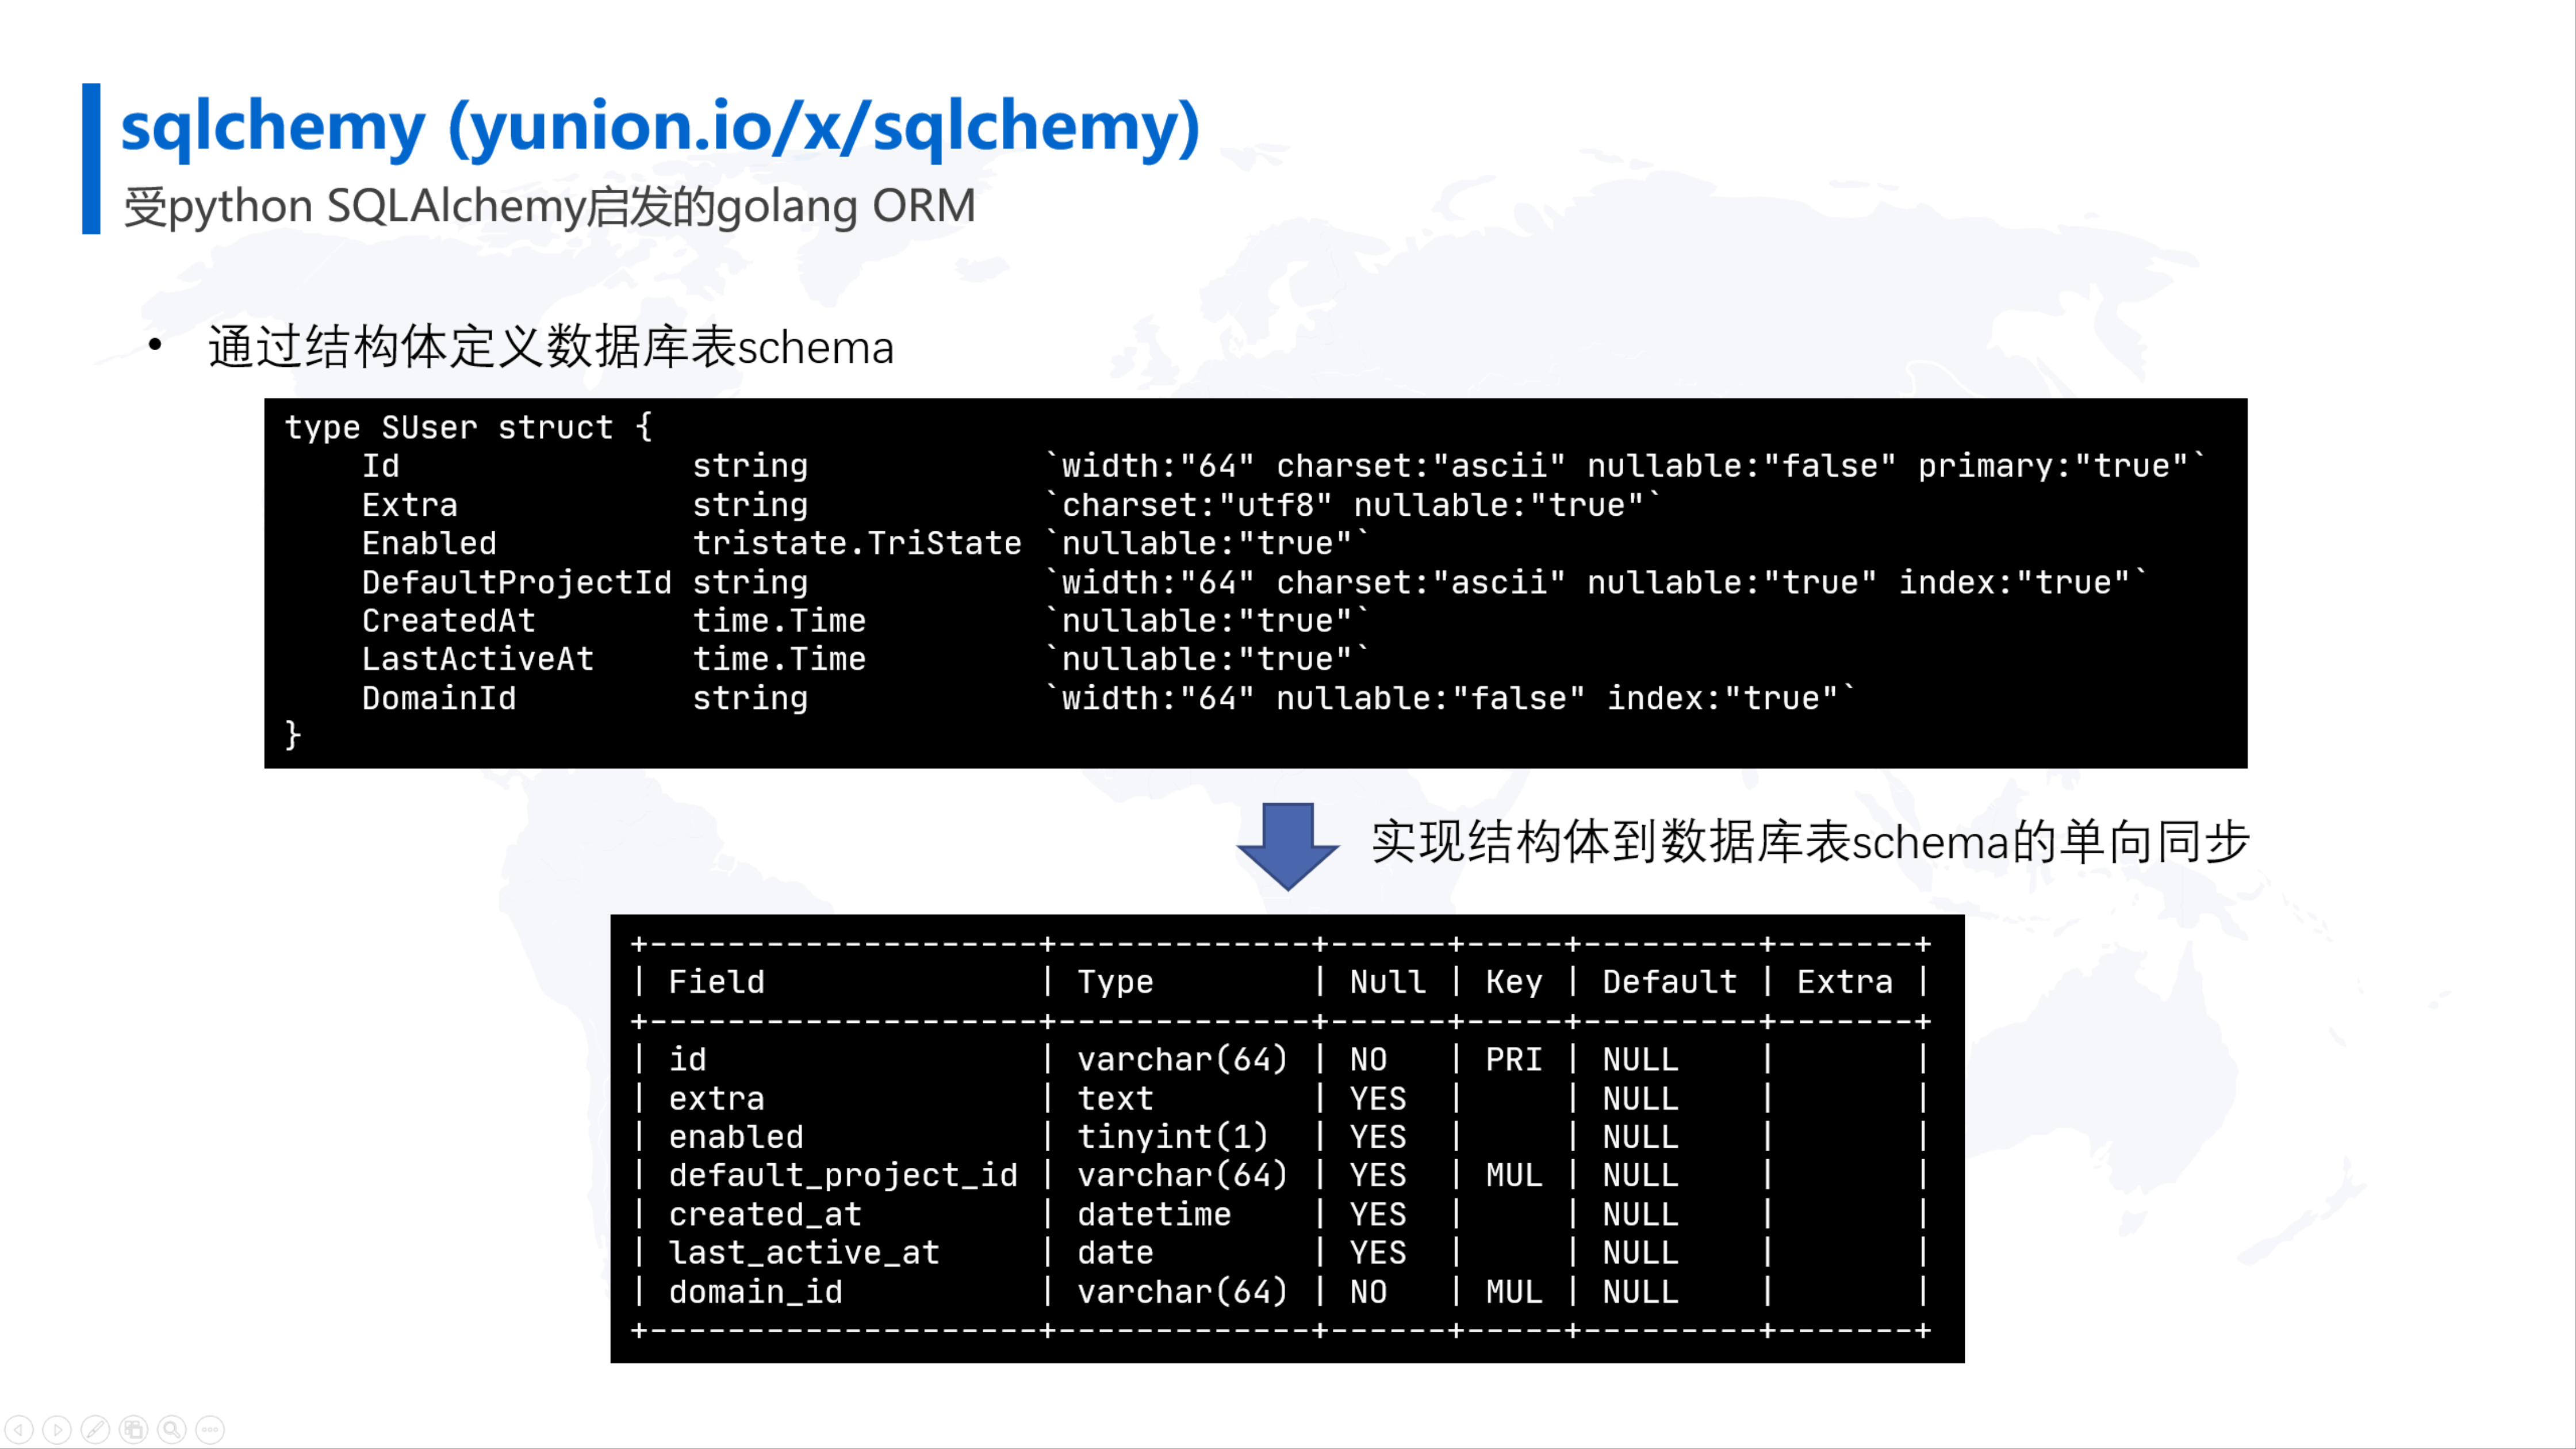 sqlchemy (yunion.io/x/sqlchemy)
受python SQLAlchemy启发的golang ORM
• 通过结构体定义数据库表schema
type SUser struct {
    Id               string          `width:"64" charset:"ascii" nullable:"false" primary:"true"`
    Extra            string          `charset:"utf8" nullable:"true"`
    Enabled          tristate.TriState `nullable:"true"`
    DefaultProjectId string          `width:"64" charset:"ascii" nullable:"true" index:"true"`
    CreatedAt        time.Time       `nullable:"true"`
    LastActiveAt     time.Time       `nullable:"true"`
    DomainId         string          `width:"64" nullable:"false" index:"true"`
}
实现结构体到数据库表schema的单向同步
+--------------------+-------------+------+-----+---------+-------+
| Field              | Type        | Null | Key | Default | Extra |
+--------------------+-------------+------+-----+---------+-------+
| id                 | varchar(64) | NO   | PRI | NULL    |       |
| extra              | text        | YES  |     | NULL    |       |
| enabled            | tinyint(1)  | YES  |     | NULL    |       |
| default_project_id | varchar(64) | YES  | MUL | NULL    |       |
| created_at         | datetime    | YES  |     | NULL    |       |
| last_active_at     | date        | YES  |     | NULL    |       |
| domain_id          | varchar(64) | NO   | MUL | NULL    |       |
+--------------------+-------------+------+-----+---------+-------+